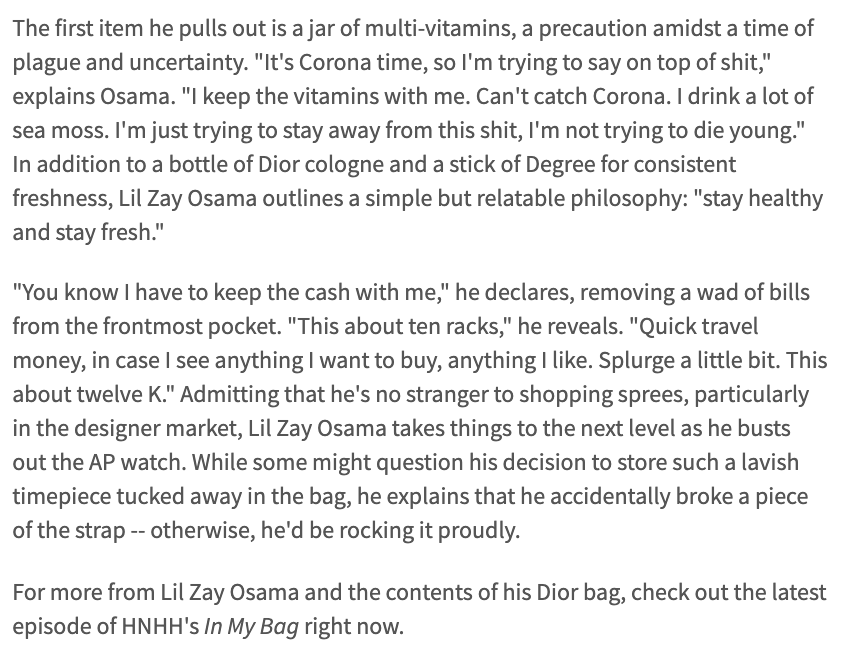 The first item he pulls out is a jar of multi-vitamins, a precaution amidst a time of
plague and uncertainty. "It's Corona time, so I'm trying to say on top of shit,"
explains Osama. "I keep the vitamins with me. Can't catch Corona. I drink a lot of
sea moss. I'm just trying to stay away from this shit, I'm not trying to die young."
In addition to a bottle of Dior cologne and a stick of Degree for consistent
freshness, Lil Zay Osama outlines a simple but relatable philosophy: "stay healthy
and stay fresh."
"You know I have to keep the cash with me," he declares, removing a wad of bills
from the frontmost pocket. "This about ten racks," he reveals. "Quick travel
money, in case I see anything I want to buy, anything I like. Splurge a little bit. This
about twelve K." Admitting that he's no stranger to shopping sprees, particularly
in the designer market, Lil Zay Osama takes things to the next level as he busts
out the AP watch. While some might question his decision to store such a lavish
timepiece tucked away in the bag, he explains that he accidentally broke a piece
of the strap -- otherwise, he'd be rocking it proudly.
For more from Lil Zay Osama and the contents of his Dior bag, check out the latest
episode of HNHH's In My Bag right now.